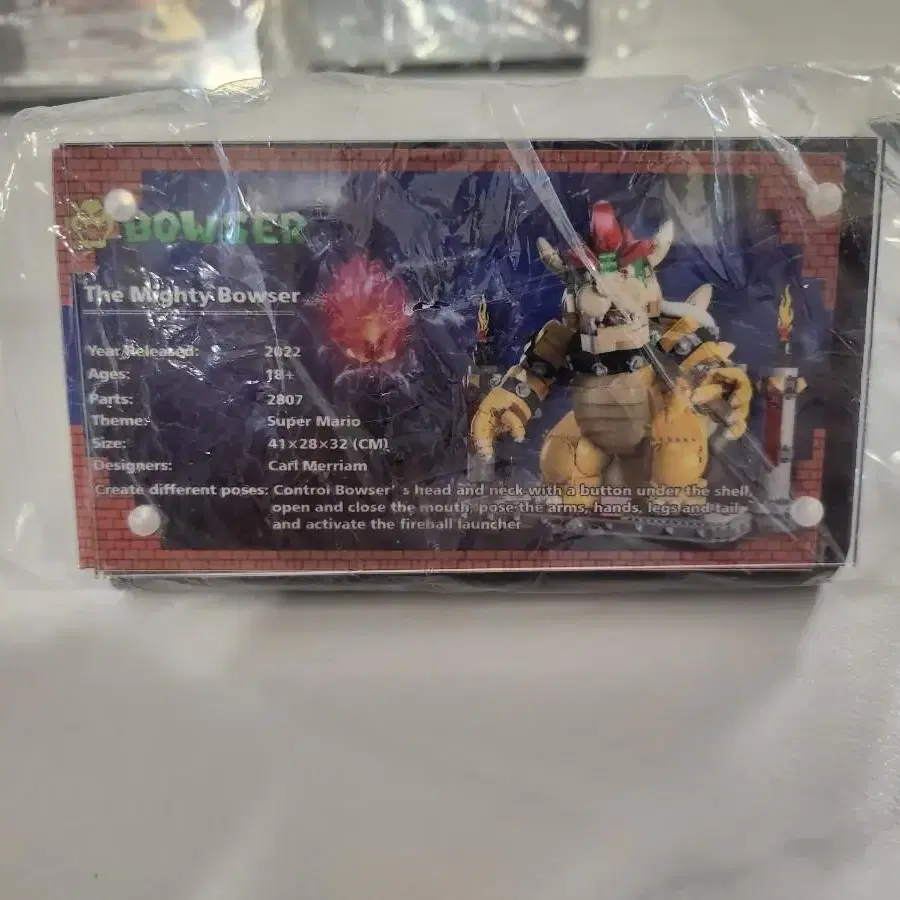 BOWSER
The Mighty Bowser
Year Released: 2022
Ages: 18+
Parts: 2807
Theme: Super Mario
Size: 41×28×32 (CM)
Designers: Carl Merriam
Create different poses: Control Bowser's head and neck with a button under the shell,
open and close the mouth, pose the arms, hands, legs and tail,
and activate the fireball launcher